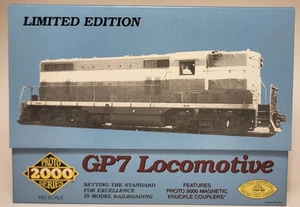 LIMITED EDITION
PROTO
2000
SERIES
HO SCALE
GP7 Locomotive
SETTING THE STANDARD
FOR EXCELLENCE
IN MODEL RAILROADING
FEATURES
PROTO 2000 MAGNETIC
KNUCKLE COUPLERS